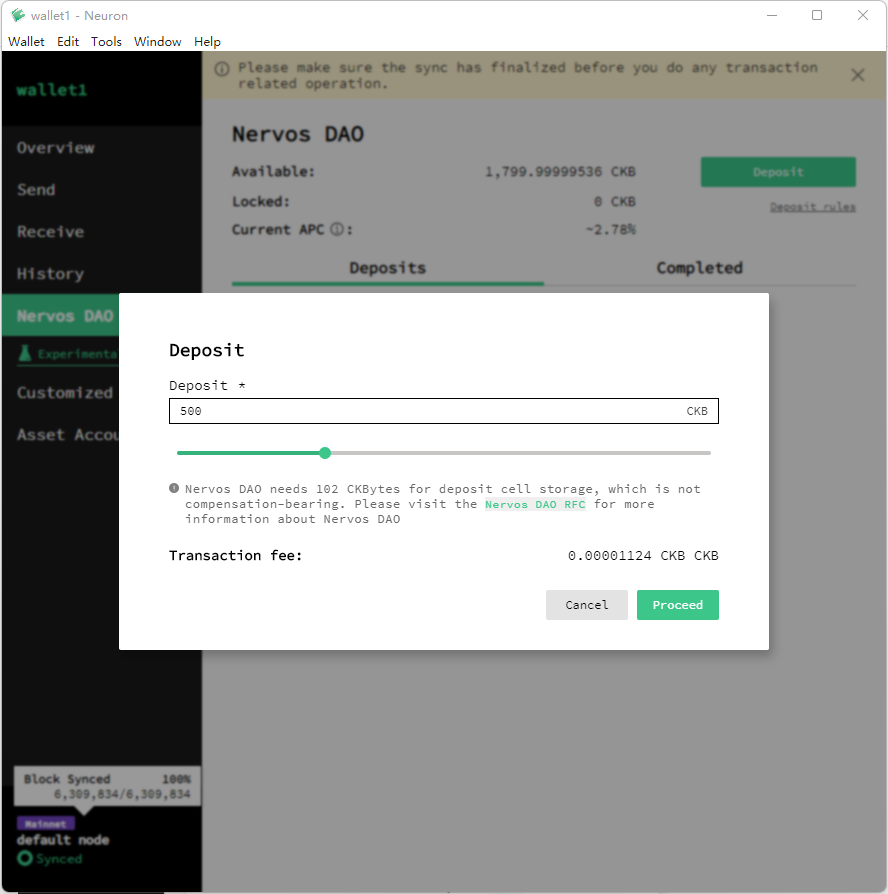 wallet1 - Neuron
Wallet Edit Tools Window Help
wallet1
Please make sure the sync has finalized before you do any transaction
related operation.
Overview
Send
Receive
History
Nervos DAO
Experimenta
Customized
Asset Accou
Nervos DAO
Available: 1,799.99999536 CKB
Deposit
Locked: 0 CKB
Deposit rules
Current APC ⓘ: ~2.78%
Deposits Completed
Deposit
Deposit *
500 CKB
Nervos DAO needs 102 CKBytes for deposit cell storage, which is not
compensation-bearing. Please visit the Nervos DAO RFC for more
information about Nervos DAO
Transaction fee: 0.00001124 CKB CKB
Cancel Proceed
Block Synced 100%
6,309,834/6,309,834
Mainnet
default node
Synced